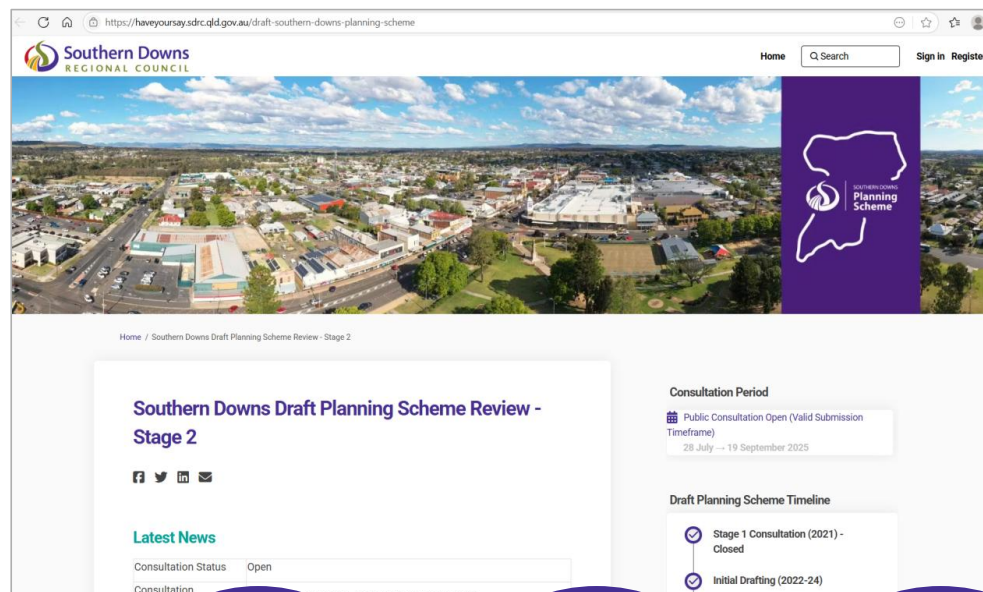 https://haveyoursay.sdrc.qld.gov.au/draft-southern-downs-planning-scheme
Southern Downs
REGIONAL COUNCIL
Home
Search
Sign in Registe
SOUTHERN DOWNS
Planning
Scheme
Home / Southern Downs Draft Planning Scheme Review - Stage 2
Southern Downs Draft Planning Scheme Review -
Stage 2
Latest News
Consultation Status Open
Consultation
Consultation Period
Public Consultation Open (Valid Submission
Timeframe)
28 July → 19 September 2025
Draft Planning Scheme Timeline
Stage 1 Consultation (2021) -
Closed
Initial Drafting (2022-24)